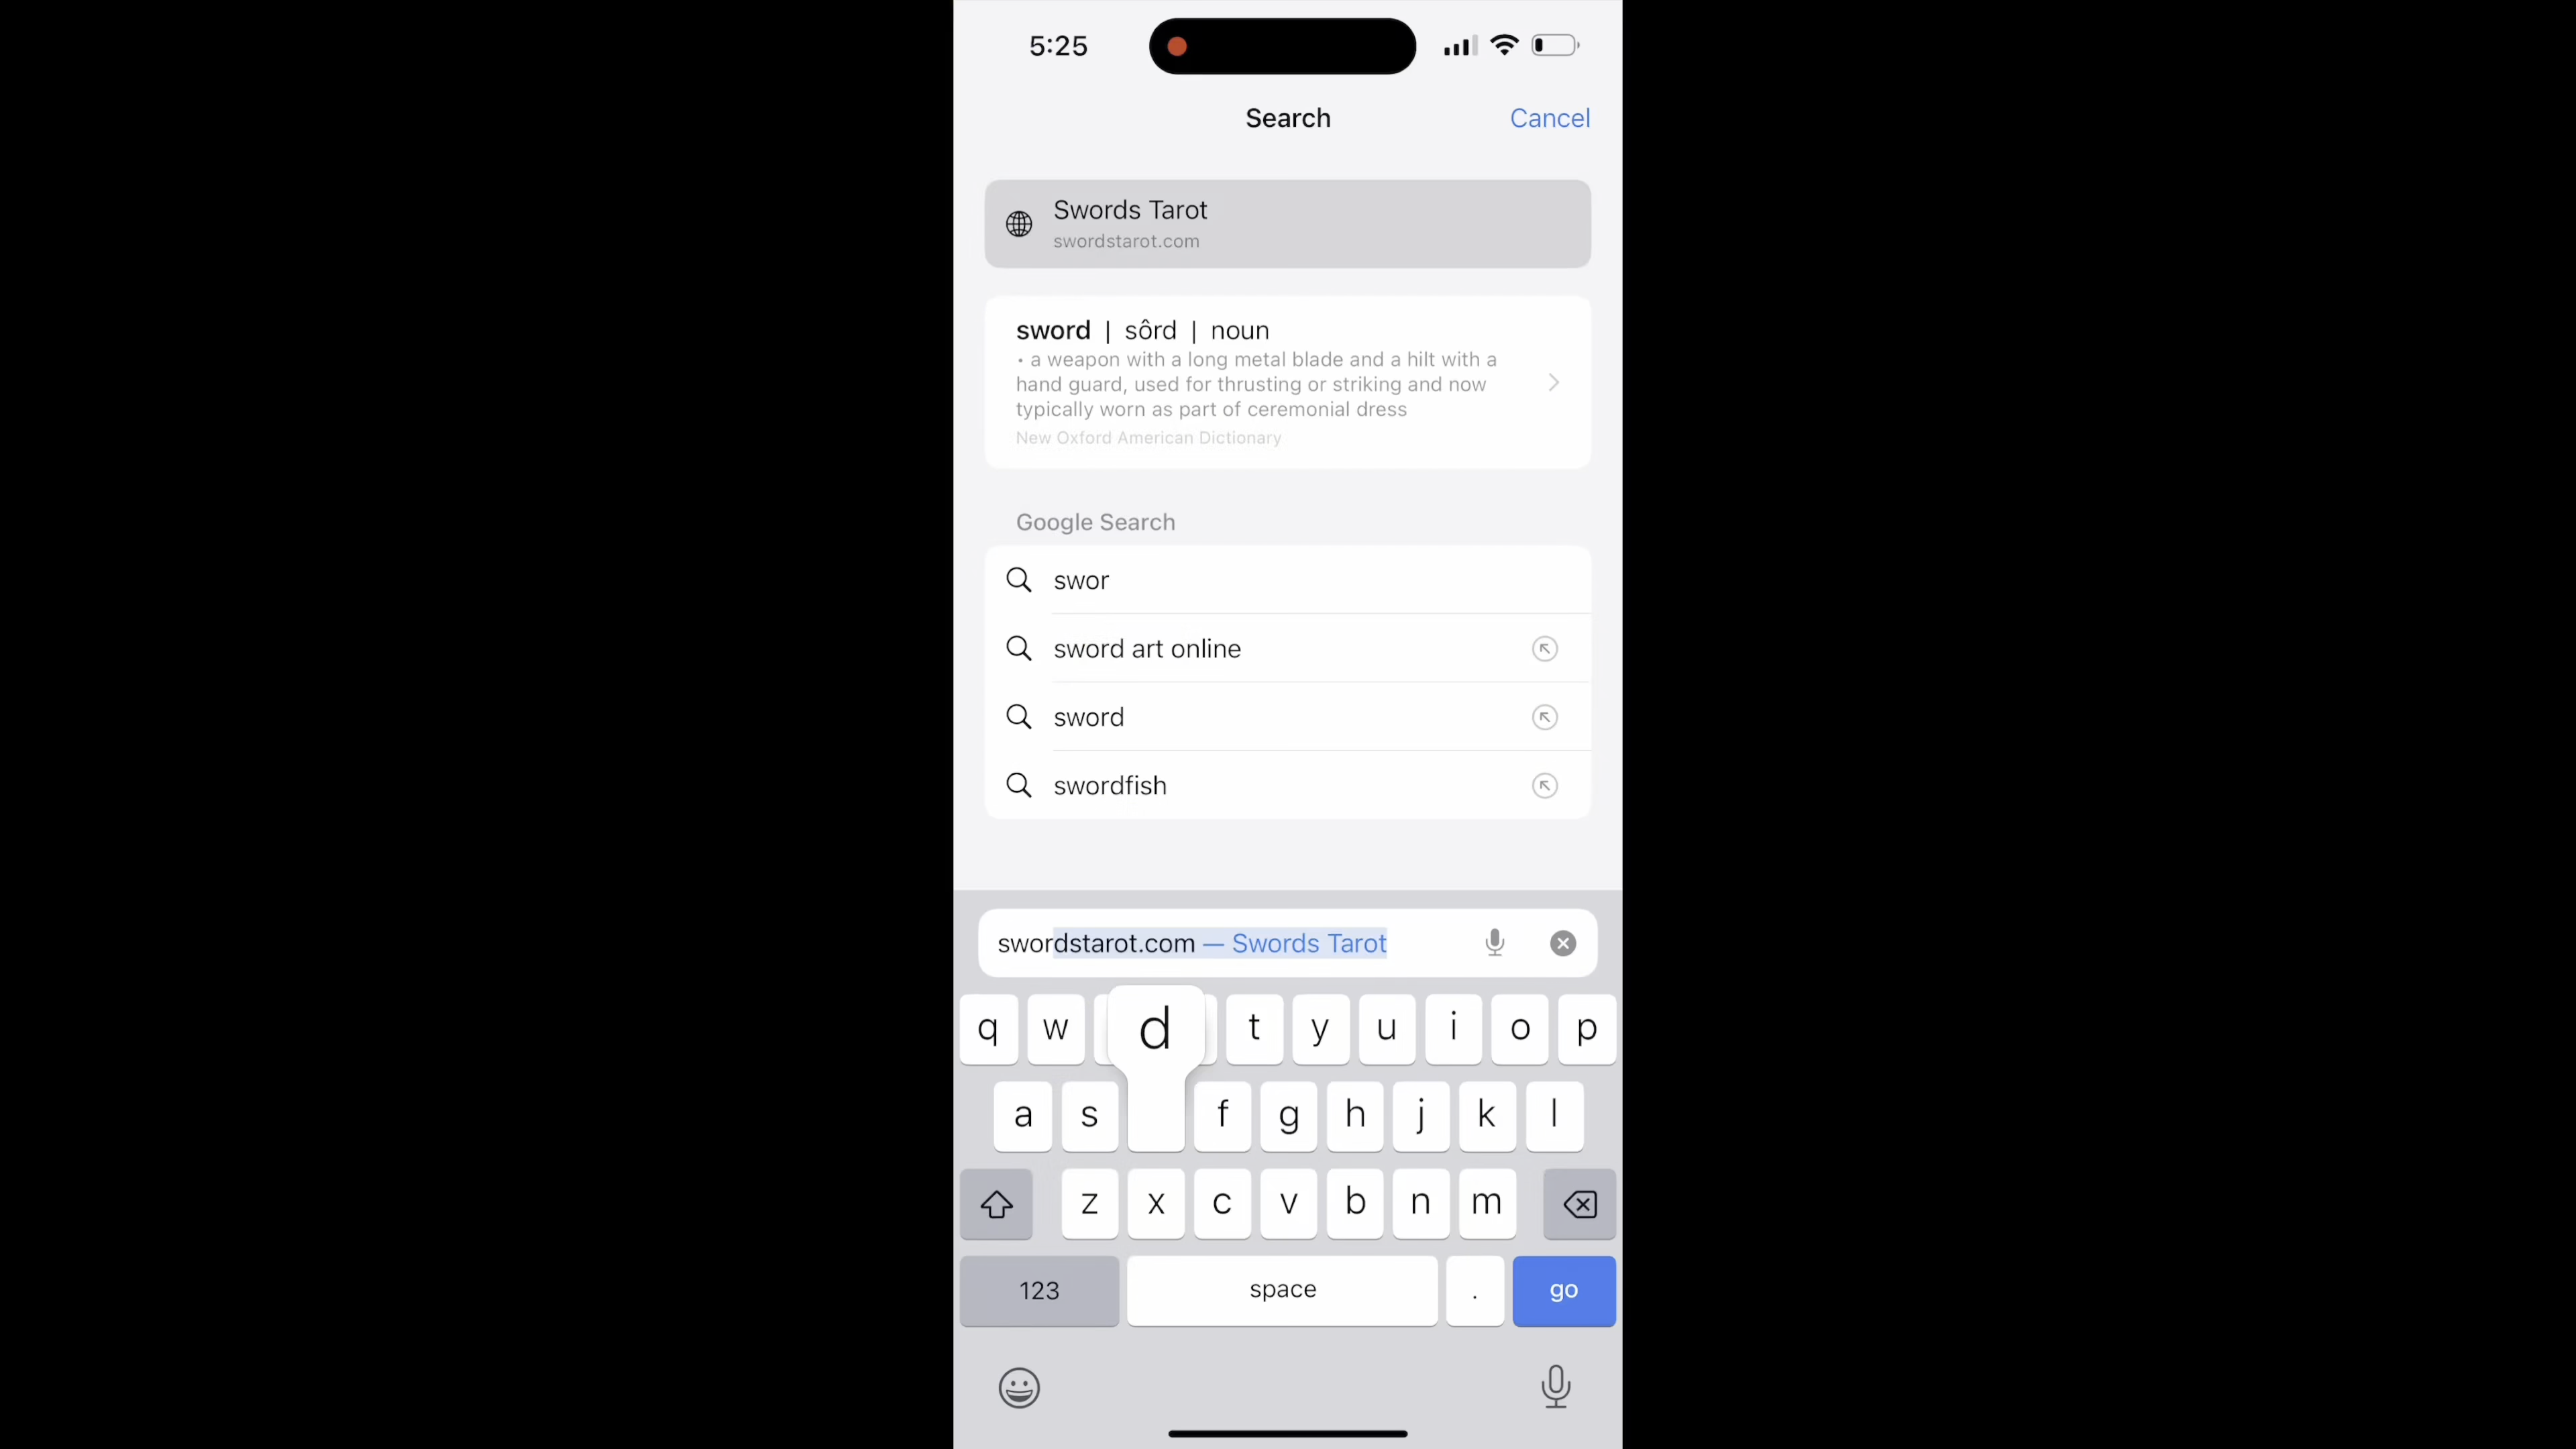 5:25
Search
Cancel
Swords Tarot
swordstarot.com
sword | sôrd | noun
• a weapon with a long metal blade and a hilt with a
hand guard, used for thrusting or striking and now
typically worn as part of ceremonial dress
New Oxford American Dictionary
Google Search
swor
sword art online
sword
swordfish
swordstarot.com — Swords Tarot
q w d t y u i o p
a s f g h j k l
z x c v b n m
123 space . go